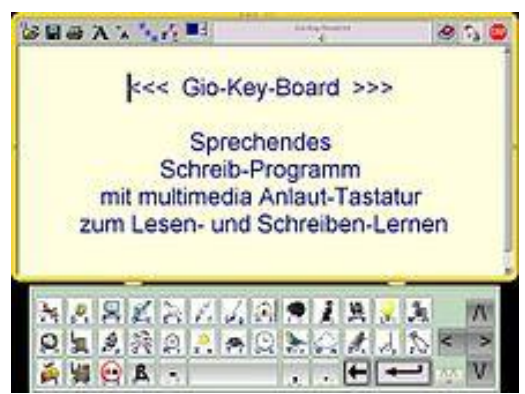 <<< Gio-Key-Board >>>
Sprechendes
Schreib-Programm
mit multimedia Anlaut-Tastatur
zum Lesen- und Schreiben-Lernen